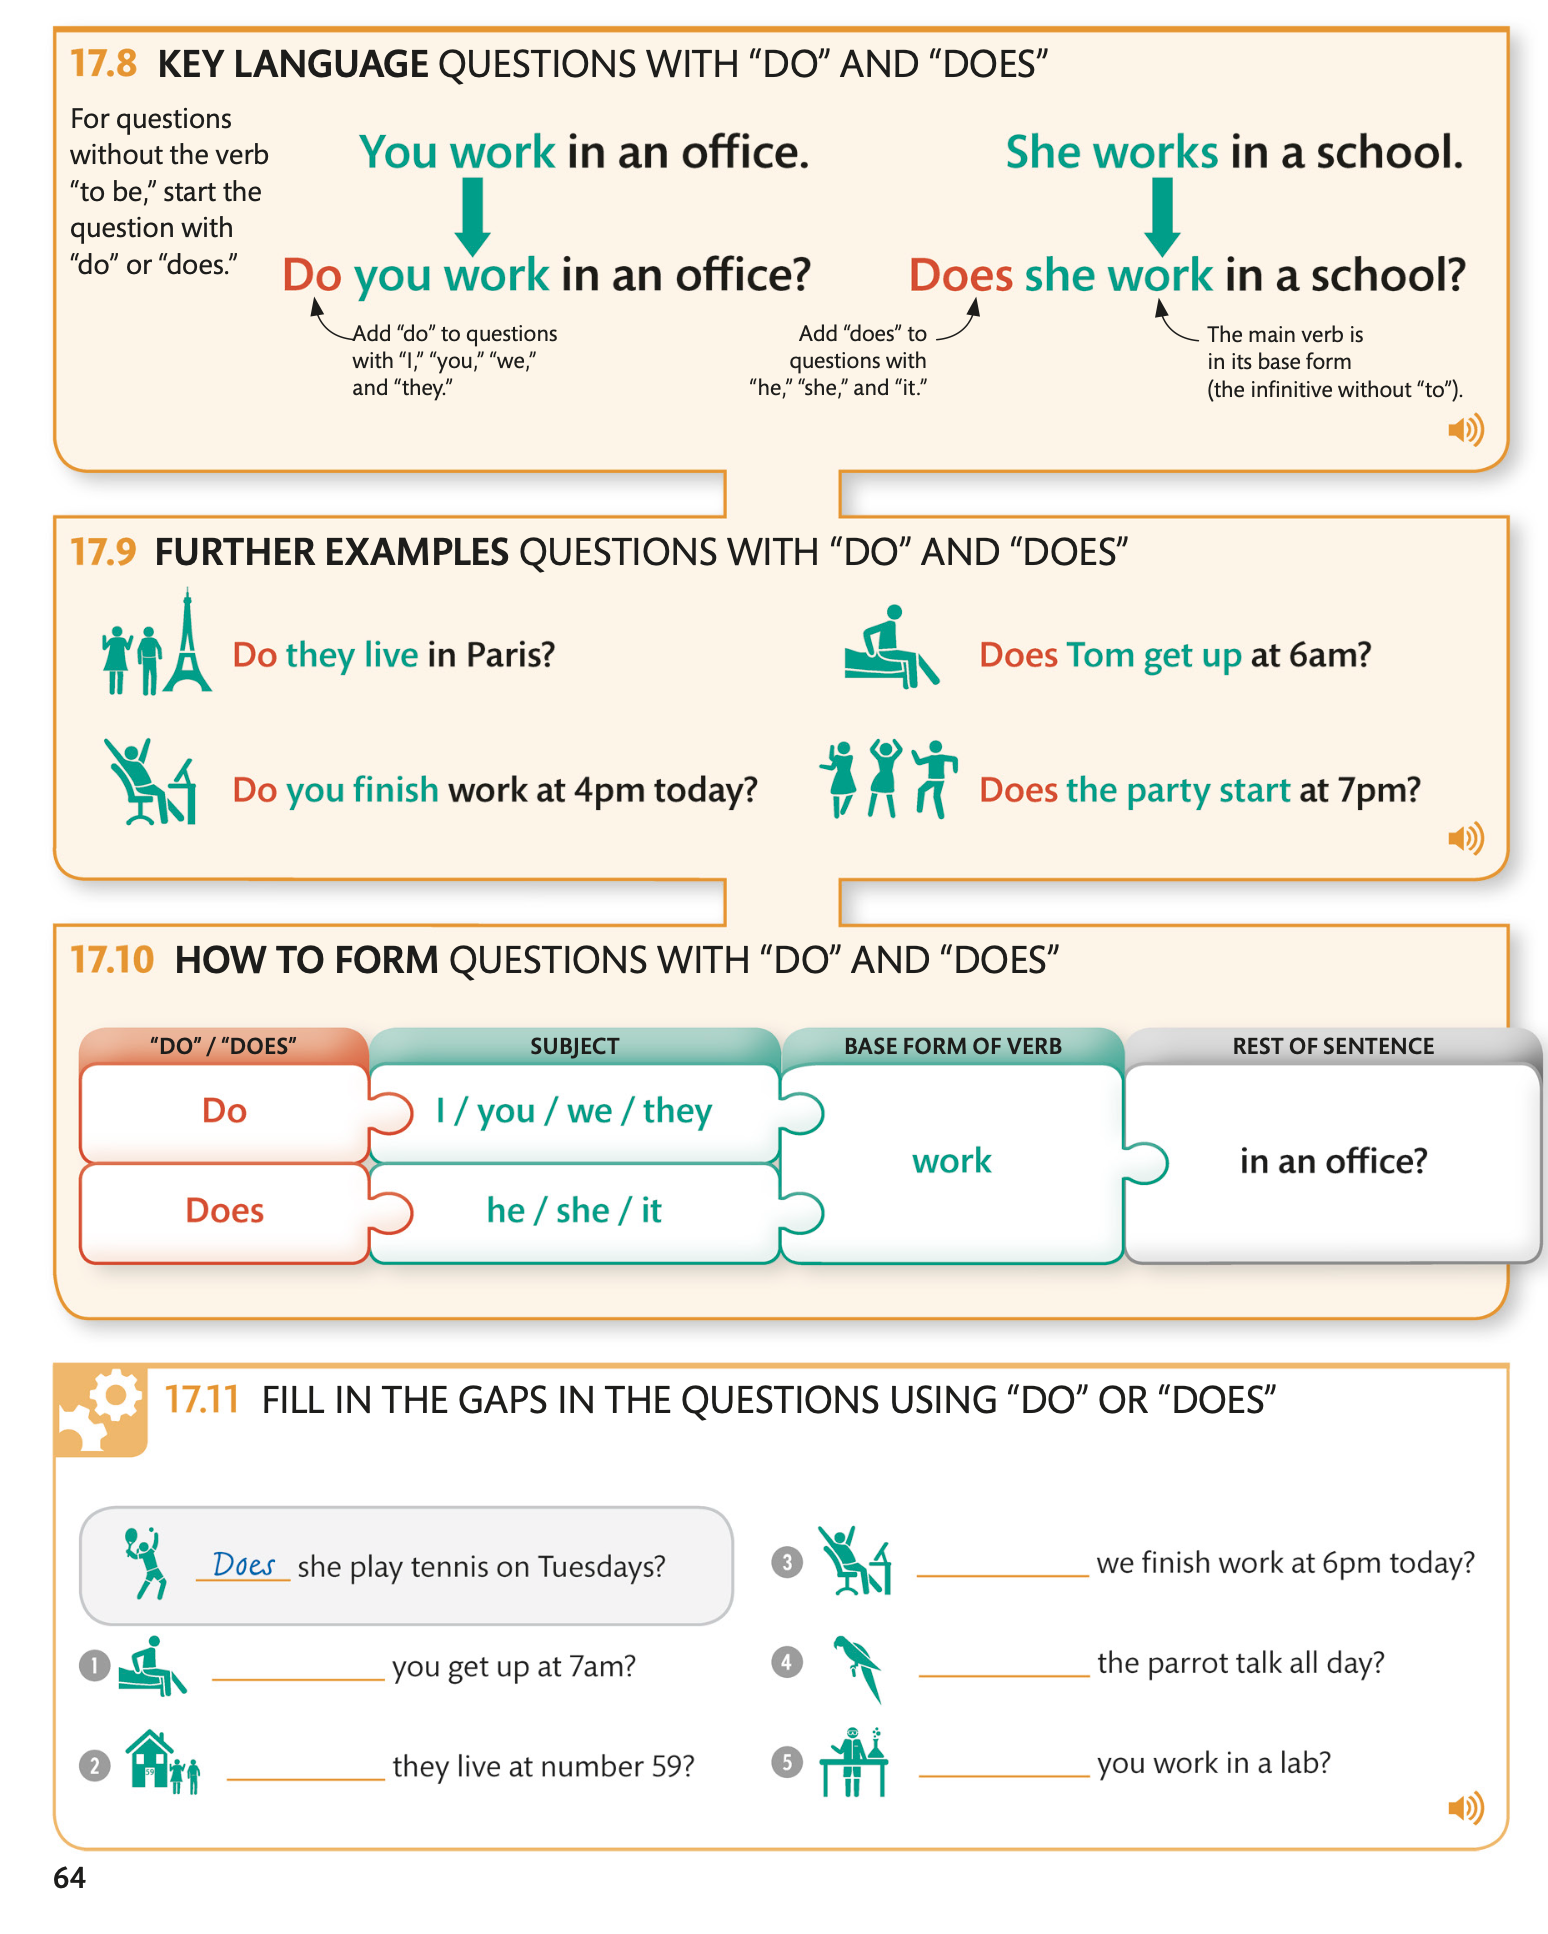 17.8 KEY LANGUAGE QUESTIONS WITH “DO” AND “DOES”
For questions
without the verb
“to be,” start the
question with
“do” or “does.”
You work in an office.
Do you work in an office?
Add “do” to questions
with “I,” “you,” “we,”
and “they.”
She works in a school.
Does she work in a school?
Add “does” to
questions with
“he,” “she,” and “it.”
The main verb is
in its base form
(the infinitive without “to”).
17.9 FURTHER EXAMPLES QUESTIONS WITH “DO” AND “DOES”
Do they live in Paris?
Does Tom get up at 6am?
Do you finish work at 4pm today?
Does the party start at 7pm?
17.10 HOW TO FORM QUESTIONS WITH “DO” AND “DOES”
“DO” / “DOES” SUBJECT BASE FORM OF VERB REST OF SENTENCE
Do I / you / we / they
work in an office?
Does he / she / it
17.11 FILL IN THE GAPS IN THE QUESTIONS USING “DO” OR “DOES”
Does she play tennis on Tuesdays?
1 you get up at 7am?
2 59 they live at number 59?
3 we finish work at 6pm today?
4 the parrot talk all day?
5 you work in a lab?
64